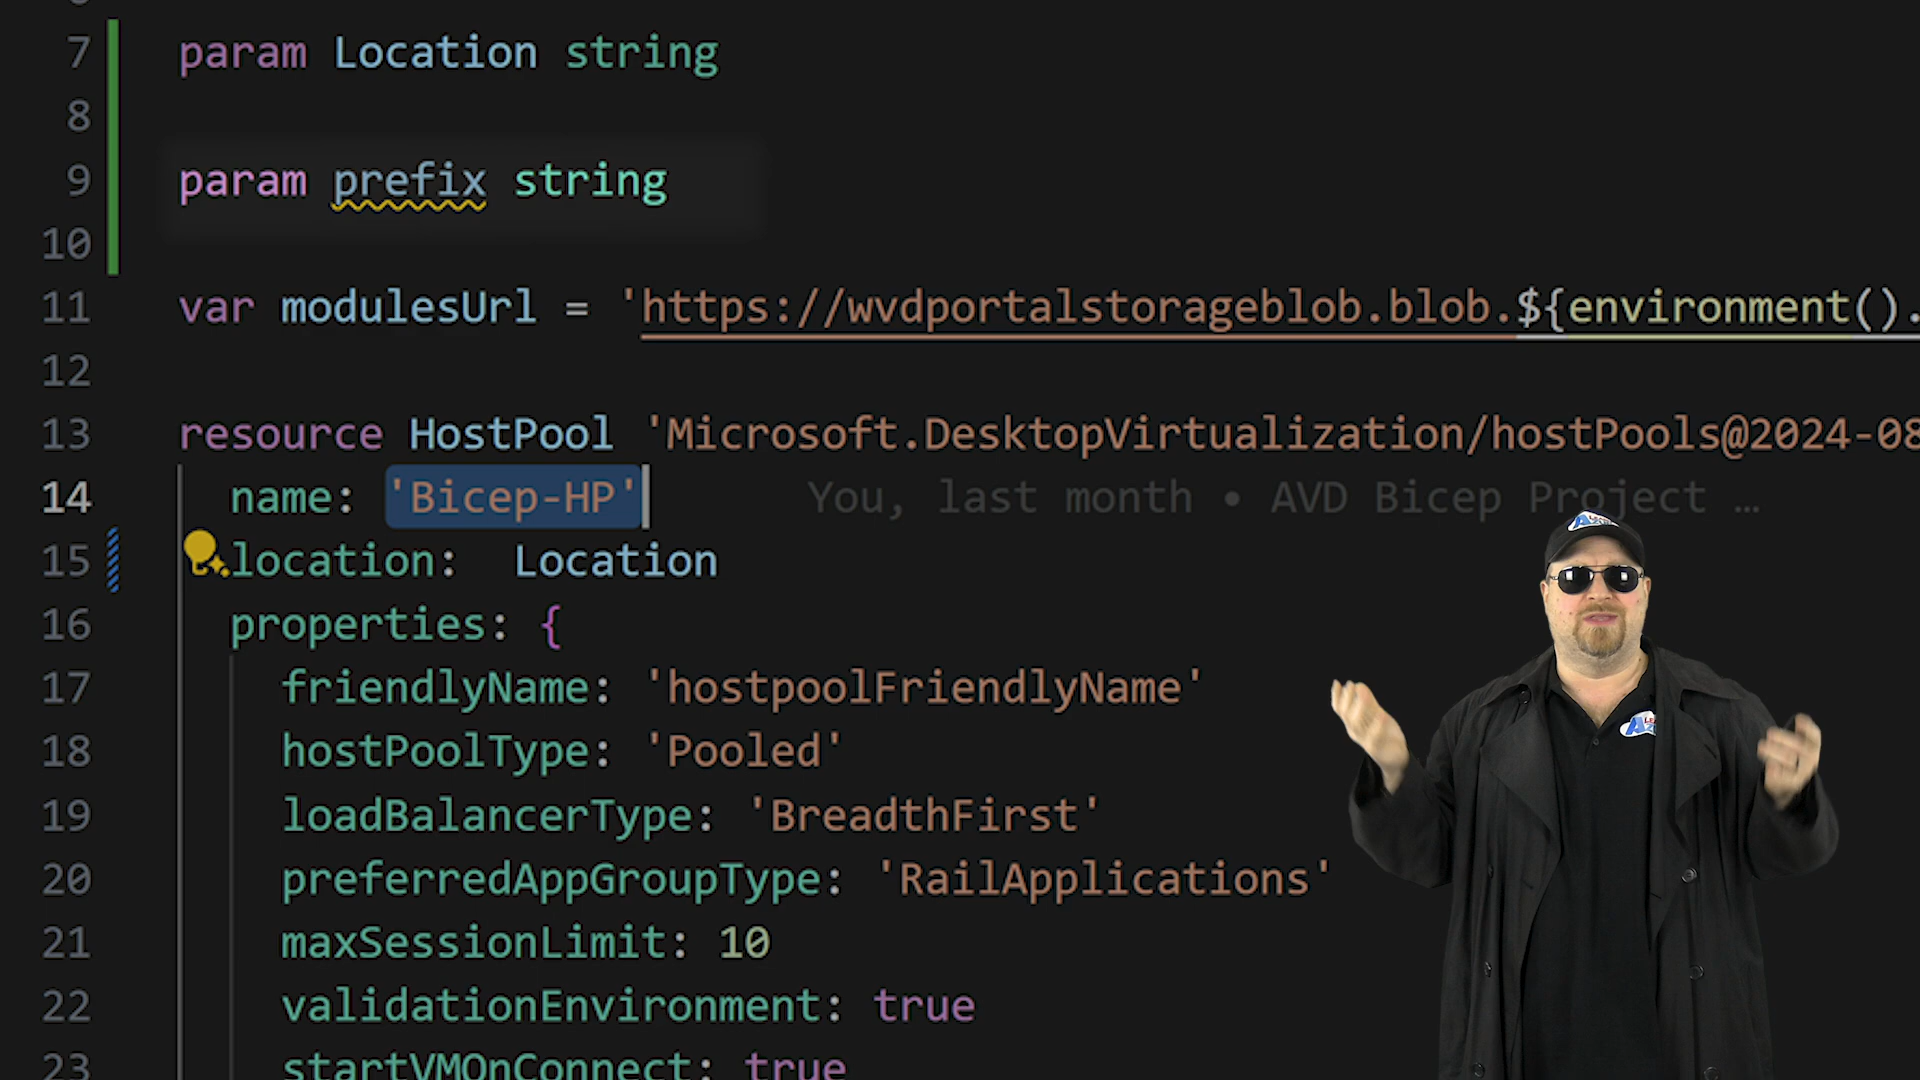 7 param Location string
8
9 param prefix string
10
11 var modulesUrl = 'https://wvdportalstorageblob.blob.${environment().
12
13 resource HostPool 'Microsoft.DesktopVirtualization/hostPools@2024-08
14 name: 'Bicep-HP' You, last month • AVD Bicep Project …
15 location: Location
16 properties: {
17 friendlyName: 'hostpoolFriendlyName'
18 hostPoolType: 'Pooled'
19 loadBalancerType: 'BreadthFirst'
20 preferredAppGroupType: 'RailApplications'
21 maxSessionLimit: 10
22 validationEnvironment: true
23 startVMOnConnect: true